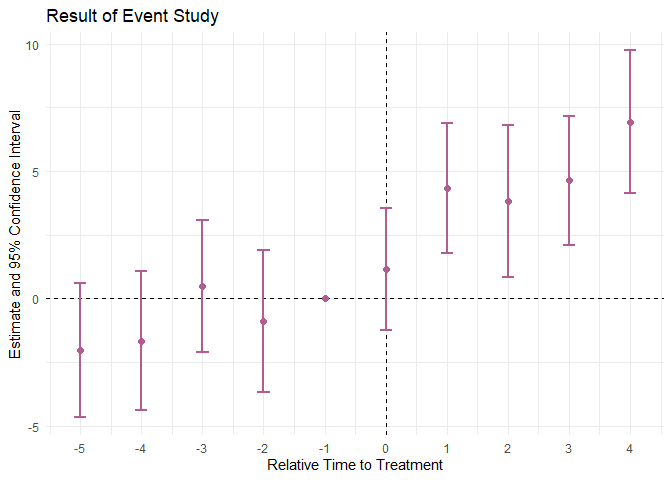 Result of Event Study
Estimate and 95% Confidence Interval
10
5
0
-5
-5 -4 -3 -2 -1 0 1 2 3 4
Relative Time to Treatment